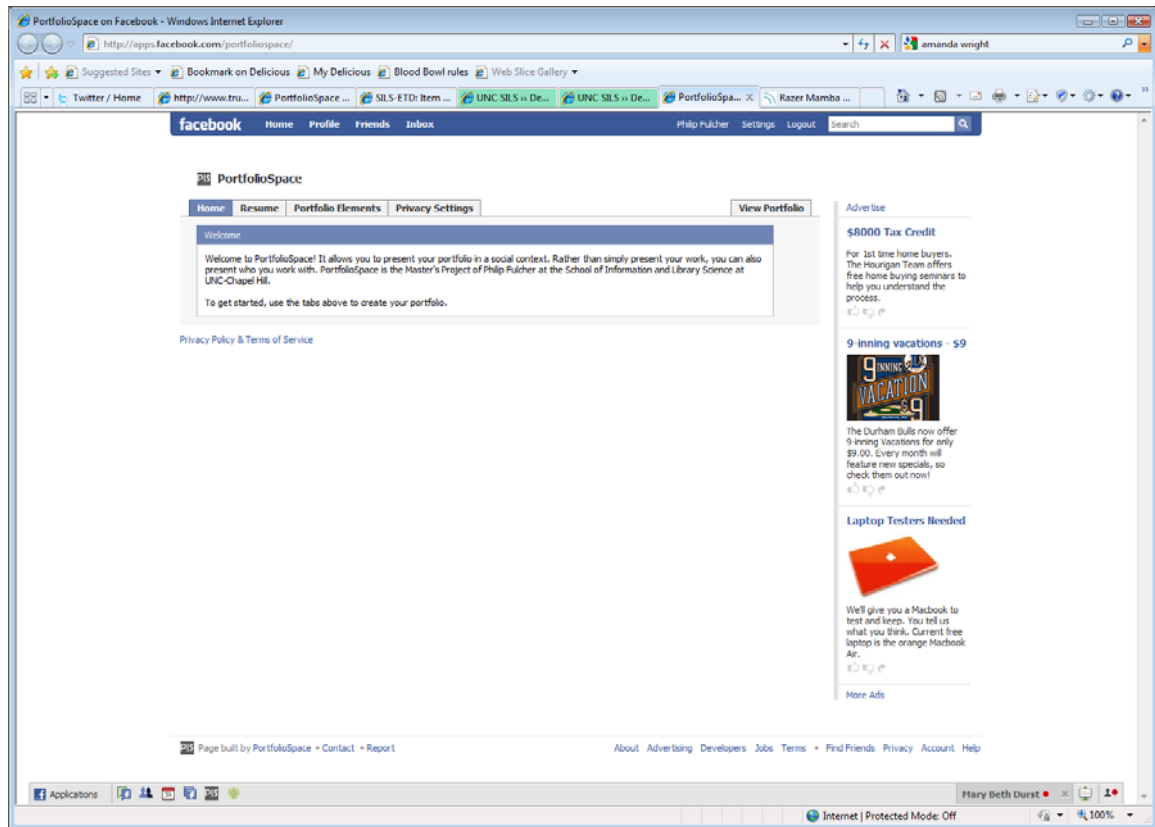 PortfolioSpace on Facebook - Windows Internet Explorer
http://apps.facebook.com/portfoliospace/
amanda wright
Suggested Sites
Bookmark on Delicious
My Delicious
Blood Bowl rules
Web Slice Gallery
Twitter / Home
http://www.tru...
PortfolioSpace ...
SILS-ETD: Item ...
UNC SILS » De...
UNC SILS » De...
PortfolioSpa...
Razer Mamba ...
facebook Home Profile Friends Inbox
Philip Fulcher Settings Logout Search
PortfolioSpace
Home Resume Portfolio Elements Privacy Settings View Portfolio
Welcome
Welcome to PortfolioSpace! It allows you to present your portfolio in a social context. Rather than simply present your work, you can also
present who you work with. PortfolioSpace is the Master's Project of Philip Fulcher at the School of Information and Library Science at
UNC-Chapel Hill.
To get started, use the tabs above to create your portfolio.
Privacy Policy & Terms of Service
Advertise
$8000 Tax Credit
For 1st time home buyers.
The Hourigan Team offers
free home buying seminars to
help you understand the
process.
9-inning vacations - $9
9 INNING
VACATION
$9
The Durham Bulls now offer
9-inning Vacations for only
$9.00. Every month will
feature new specials, so
check them out now!
Laptop Testers Needed
We'll give you a Macbook to
test and keep. You tell us
what you think. Current free
laptop is the orange Macbook
Air.
More Ads
Page built by PortfolioSpace • Contact • Report
About Advertising Developers Jobs Terms • Find Friends Privacy Account Help
Applications
Mary Beth Durst
1
Internet | Protected Mode: Off
100%